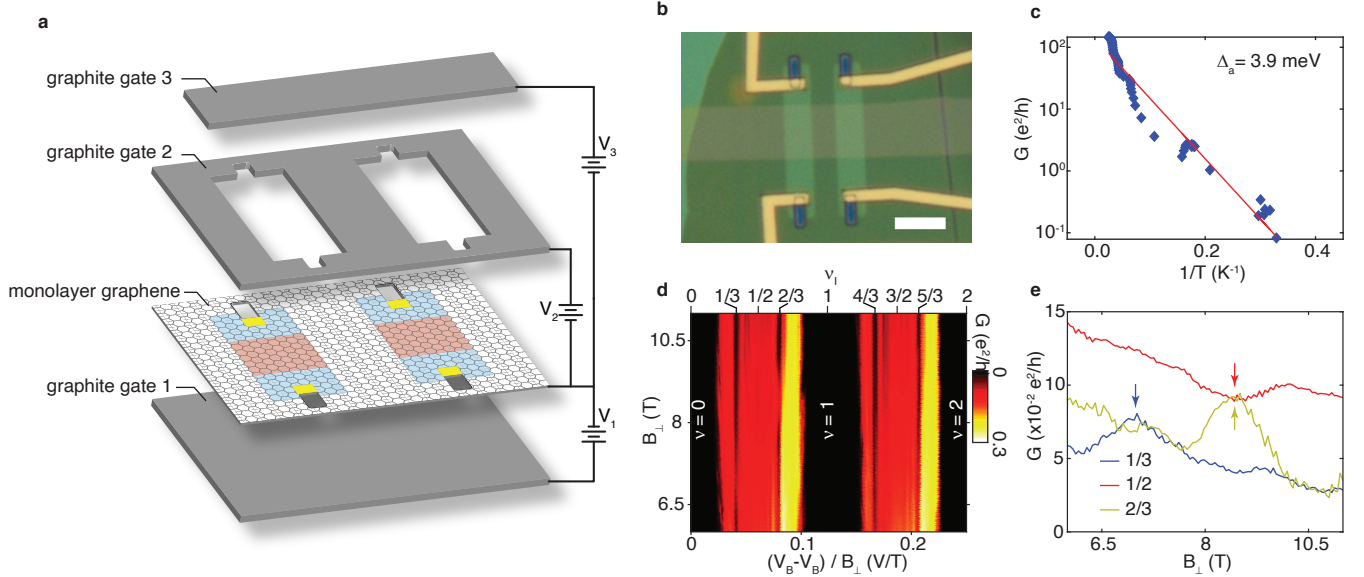 a
graphite gate 3
graphite gate 2
monolayer graphene
graphite gate 1
V₃
V₂
V₁
b
c
G (e²/h)
10²
10¹
10⁰
10⁻¹
Δₐ = 3.9 meV
0.0
0.2
0.4
1/T (K⁻¹)
d
ν_I
0
1/3
1/2
2/3
1
4/3
3/2
5/3
2
B⊥ (T)
10.5
8
6.5
ν = 0
ν = 1
ν = 2
0
0.1
0.2
(V_B-V_B) / B⊥ (V/T)
G (e²/h)
0
0.3
e
G (x10⁻² e²/h)
15
10
5
0
1/3
1/2
2/3
6.5
8
10.5
B⊥ (T)